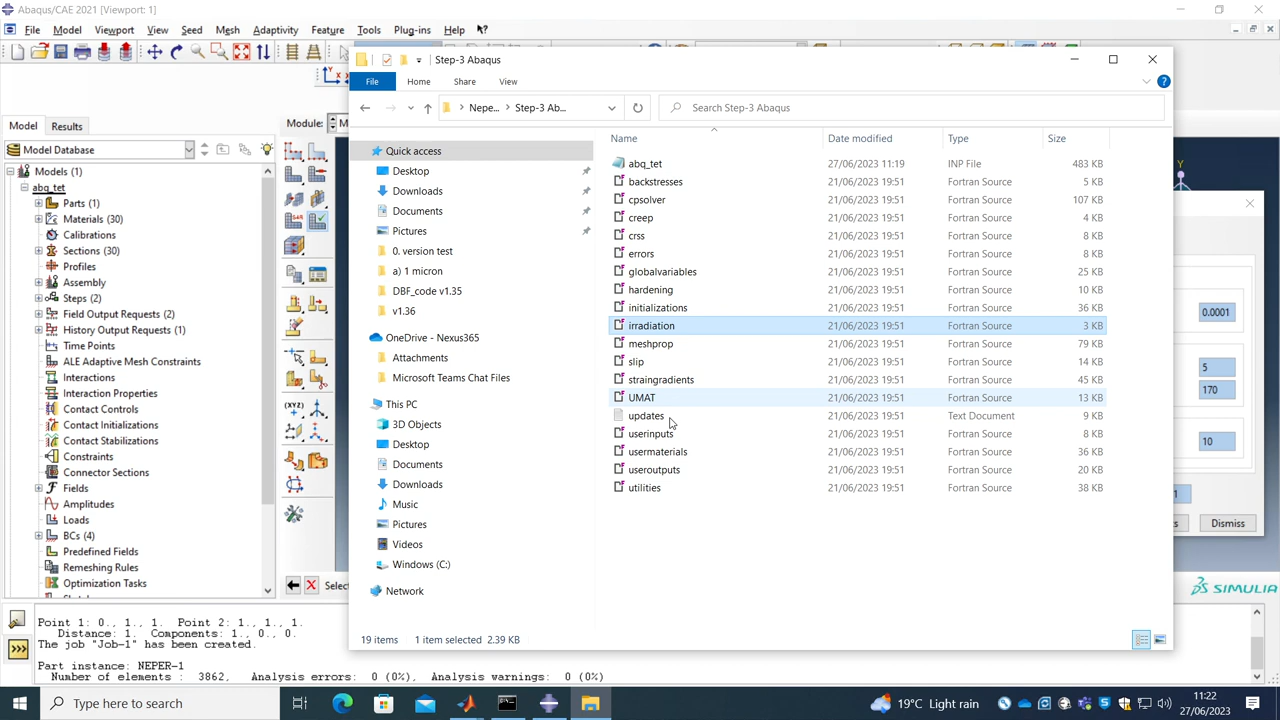 Abaqus/CAE 2021 [Viewport: 1]
File Model Viewport View Seed Mesh Adaptivity Feature Tools Plug-ins Help
Step-3 Abaqus
File Home Share View
Nepe... Step-3 Ab... Search Step-3 Abaqus
Module: M
Model Results
Model Database
Models (1)
abq_tet
Parts (1)
Materials (30)
Calibrations
Sections (30)
Profiles
Assembly
Steps (2)
Field Output Requests (2)
History Output Requests (1)
Time Points
ALE Adaptive Mesh Constraints
Interactions
Interaction Properties
Contact Controls
Contact Initializations
Contact Stabilizations
Constraints
Connector Sections
Fields
Amplitudes
Loads
BCs (4)
Predefined Fields
Remeshing Rules
Optimization Tasks
Selec
Quick access
Desktop
Downloads
Documents
Pictures
0. version test
a) 1 micron
DBF_code v1.35
v1.36
OneDrive - Nexus365
Attachments
Microsoft Teams Chat Files
This PC
3D Objects
Desktop
Documents
Downloads
Music
Pictures
Videos
Windows (C:)
Network
Name Date modified Type Size
abq_tet 27/06/2023 11:19 INP File 483 KB
backstresses 21/06/2023 19:51 Fortran Source 5 KB
cpsolver 21/06/2023 19:51 Fortran Source 107 KB
creep 21/06/2023 19:51 Fortran Source 4 KB
crss 21/06/2023 19:51 Fortran Source 8 KB
errors 21/06/2023 19:51 Fortran Source 8 KB
globalvariables 21/06/2023 19:51 Fortran Source 25 KB
hardening 21/06/2023 19:51 Fortran Source 10 KB
initializations 21/06/2023 19:51 Fortran Source 36 KB
irradiation 21/06/2023 19:51 Fortran Source 3 KB
meshprop 21/06/2023 19:51 Fortran Source 79 KB
slip 21/06/2023 19:51 Fortran Source 14 KB
straingradients 21/06/2023 19:51 Fortran Source 45 KB
UMAT 21/06/2023 19:51 Fortran Source 13 KB
updates 21/06/2023 19:51 Text Document 9 KB
userinputs 21/06/2023 19:51 Fortran Source 8 KB
usermaterials 21/06/2023 19:51 Fortran Source 36 KB
useroutputs 21/06/2023 19:51 Fortran Source 20 KB
utilities 21/06/2023 19:51 Fortran Source 38 KB
19 items 1 item selected 2.39 KB
Y
0.0001
5
170
10
1
s Dismiss
SIMULIA
Point 1: 0., 1., 1. Point 2: 1., 1., 1.
Distance: 1. Components: 1., 0., 0.
The job "Job-1" has been created.
Part instance: NEPER-1
Number of elements : 3862, Analysis errors: 0 (0%), Analysis warnings: 0 (0%)
Type here to search
19°C Light rain
11:22
27/06/2023